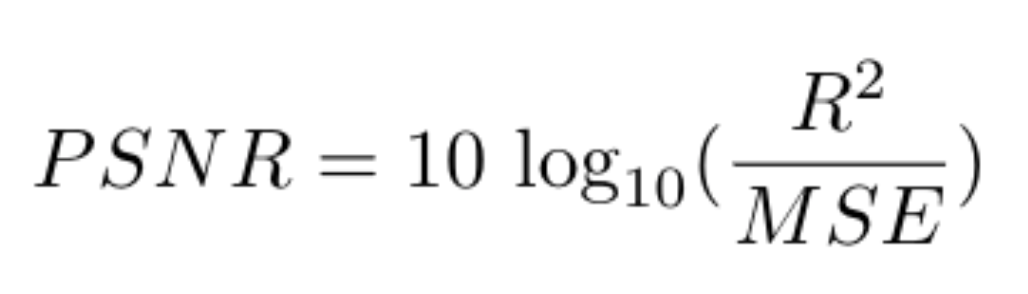 PSNR = 10 log₁₀(R²/MSE)